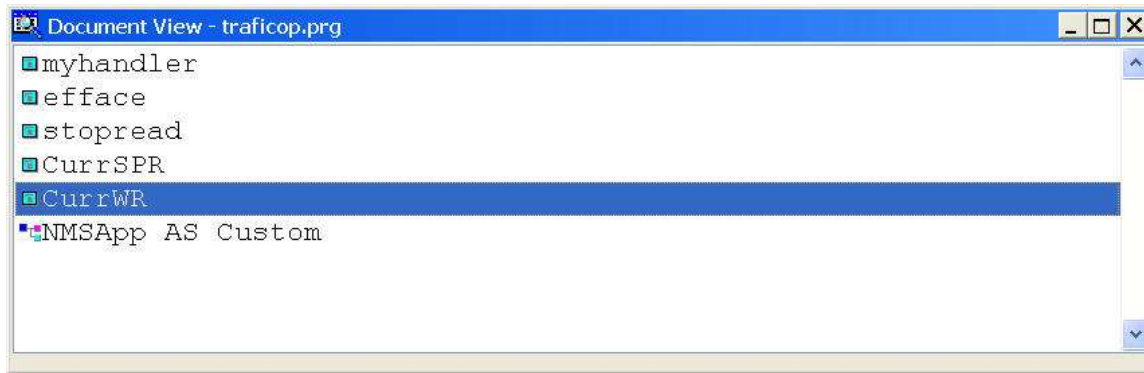 Document View - traficop.prg
myhandler
efface
stopread
CurrSPR
CurrWR
NMSApp AS Custom